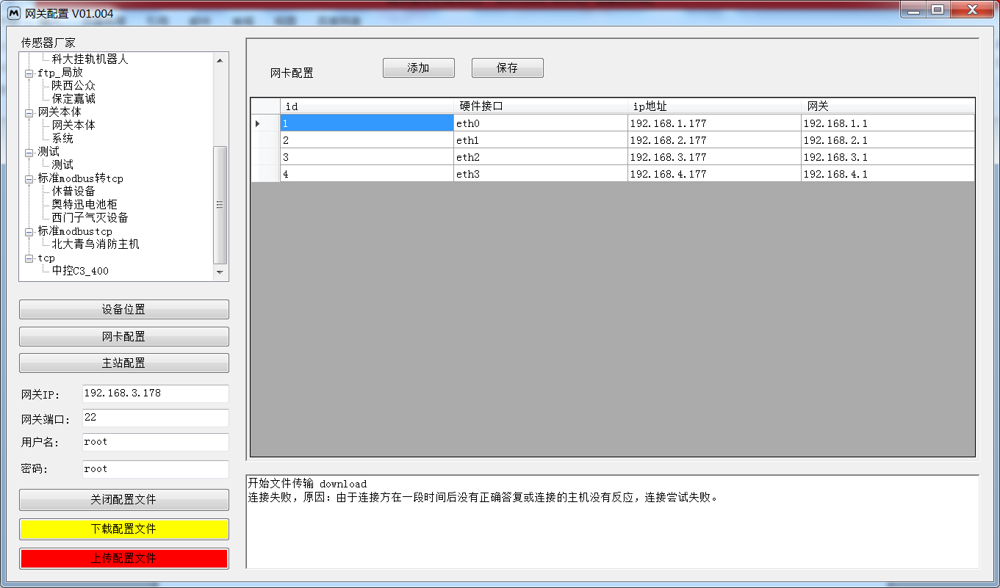 网关配置 V01.004
传感器厂家
科大挂轨机器人
ftp_局放
陕西公众
保定嘉诚
网关本体
网关本体
系统
测试
测试
标准modbus转tcp
休普设备
奥特迅电池柜
西门子气灭设备
标准modbustcp
北大青鸟消防主机
tcp
中控C3_400
设备位置
网卡配置
主站配置
网关IP: 192.168.3.178
网关端口: 22
用户名: root
密码: root
关闭配置文件
下载配置文件
上传配置文件
网卡配置 添加 保存
id 硬件接口 ip地址 网关
1 eth0 192.168.1.177 192.168.1.1
2 eth1 192.168.2.177 192.168.2.1
3 eth2 192.168.3.177 192.168.3.1
4 eth3 192.168.4.177 192.168.4.1
开始文件传输 download
连接失败，原因：由于连接方在一段时间后没有正确答复或连接的主机没有反应，连接尝试失败。